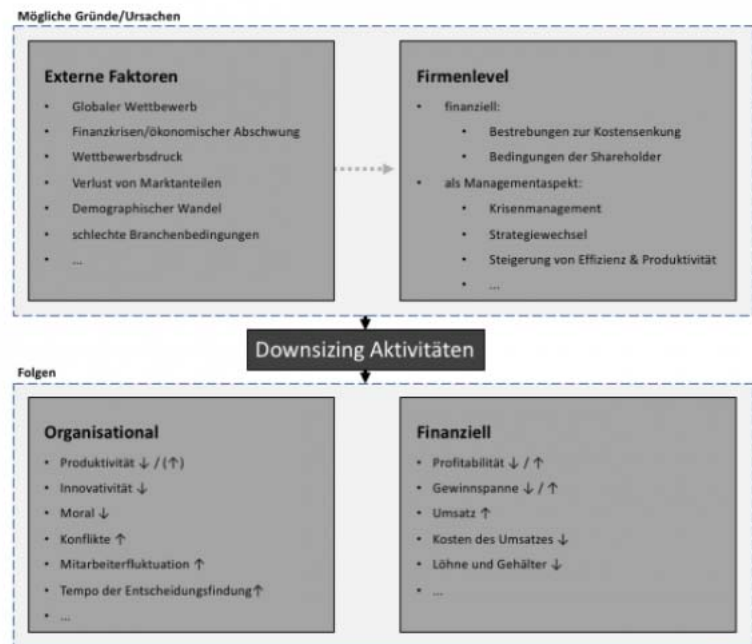 Mögliche Gründe/Ursachen
Externe Faktoren
• Globaler Wettbewerb
• Finanzkrisen/ökonomischer Abschwung
• Wettbewerbsdruck
• Verlust von Marktanteilen
• Demographischer Wandel
• schlechte Branchenbedingungen
• ...
Firmenlevel
• finanziell:
• Bestrebungen zur Kostensenkung
• Bedingungen der Shareholder
• als Managementaspekt:
• Krisenmanagement
• Strategiewechsel
• Steigerung von Effizienz & Produktivität
• ...
Downsizing Aktivitäten
Folgen
Organisational
• Produktivität ↓ / (↑)
• Innovativität ↓
• Moral ↓
• Konflikte ↑
• Mitarbeiterfluktuation ↑
• Tempo der Entscheidungsfindung↑
• ...
Finanziell
• Profitabilität ↓ / ↑
• Gewinnspanne ↓ / ↑
• Umsatz ↑
• Kosten des Umsatzes ↓
• Löhne und Gehälter ↓
• ...